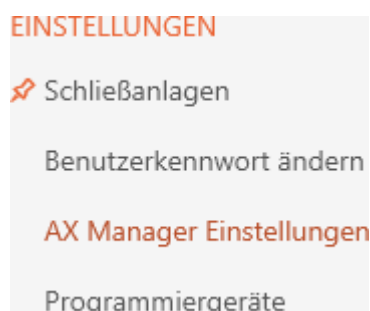 EINSTELLUNGEN
Schließanlagen
Benutzerkennwort ändern
AX Manager Einstellungen
Programmiergeräte